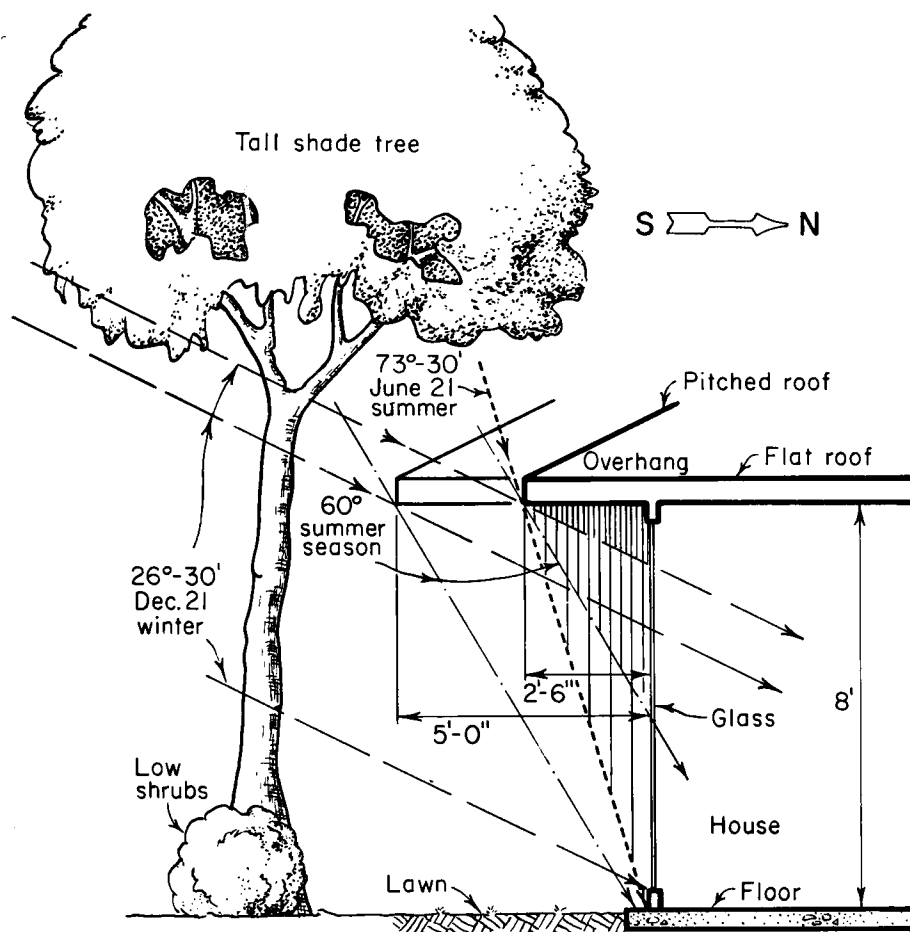 Tall shade tree
S N
73°-30'
June 21
summer
Pitched roof
Overhang
Flat roof
60°
summer
season
26°-30'
Dec. 21
winter
2'-6"
8'
5'-0"
Glass
Low
shrubs
House
Lawn
Floor